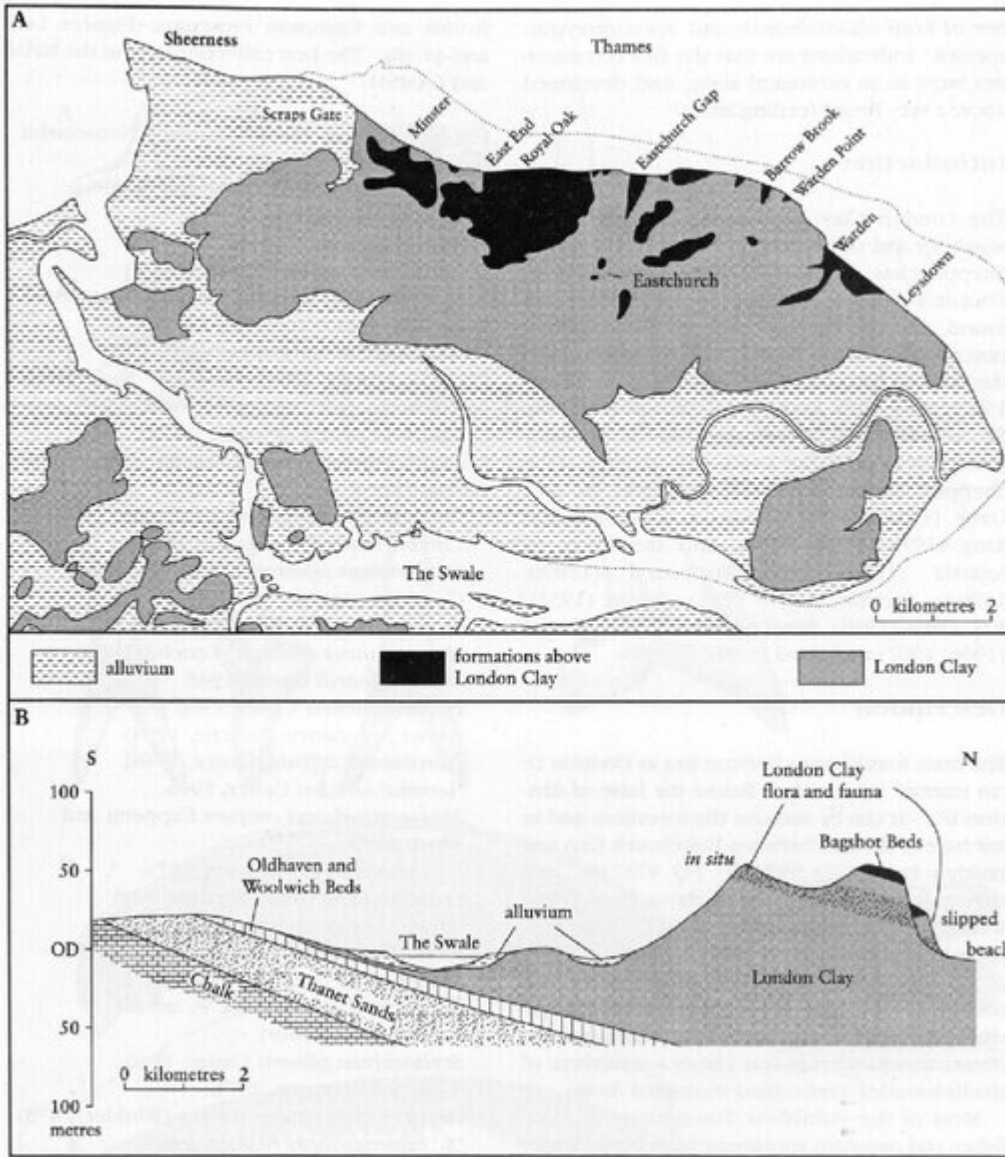 A
Sheerness
Thames
Scraps Gate
Minster
East End
Royal Oak
Eastchurch Gap
Barrow Brook
Warden Point
Warden
Leysdown
Eastchurch
The Swale
0 kilometres 2
alluvium
formations above
London Clay
London Clay
B
S
N
London Clay
flora and fauna
Bagshot Beds
in situ
slipped
beach
100
50
OD
50
100
metres
Oldhaven and
Woolwich Beds
alluvium
The Swale
London Clay
Thanet Sands
Chalk
0 kilometres 2